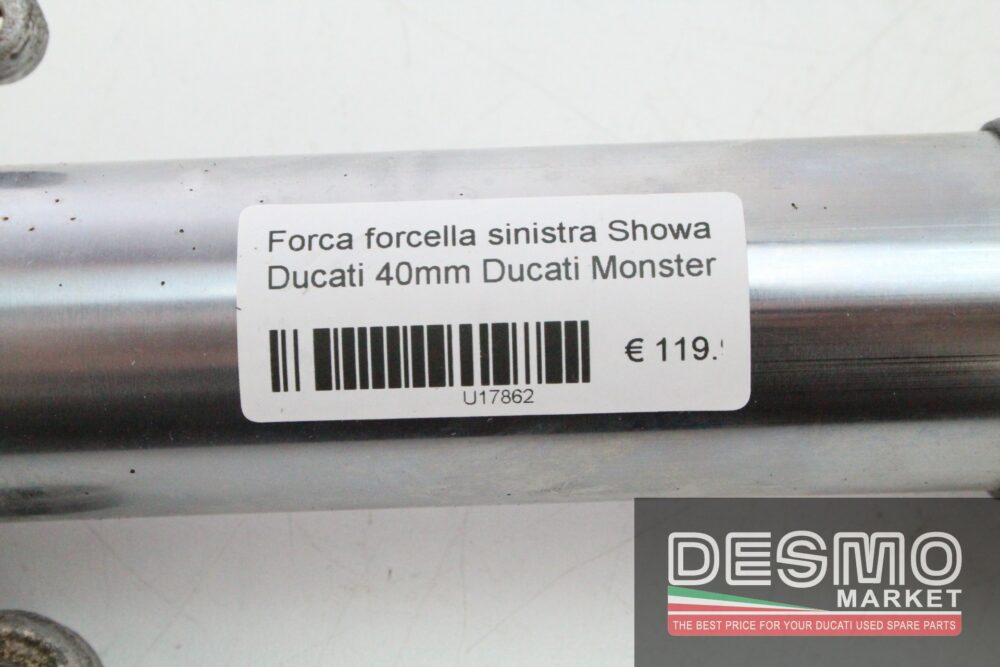 Forca forcella sinistra Showa
Ducati 40mm Ducati Monster
€ 119.
U17862
DESMO
MARKET
THE BEST PRICE FOR YOUR DUCATI USED SPARE PARTS